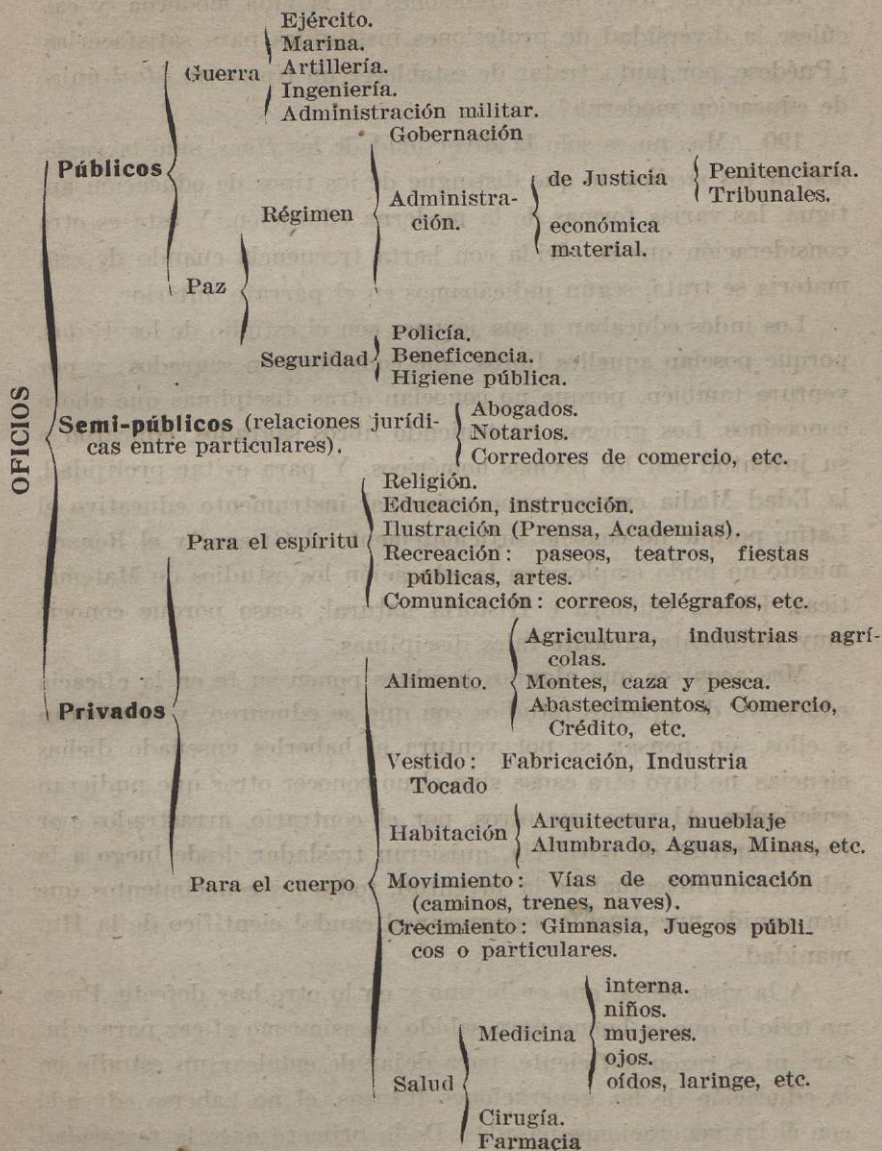 OFICIOS
Públicos
Guerra
Ejército.
Marina.
Artillería.
Ingeniería.
Administración militar.
Paz
Régimen
Gobernación
Administra-
ción.
de Justicia
Penitenciaría.
Tribunales.
económica
material.
Seguridad
Policía.
Beneficencia.
Higiene pública.
Semi-públicos (relaciones jurídi-
cas entre particulares).
Abogados.
Notarios.
Corredores de comercio, etc.
Privados
Para el espíritu
Religión.
Educación, instrucción.
Ilustración (Prensa, Academias).
Recreación: paseos, teatros, fiestas
públicas, artes.
Comunicación: correos, telégrafos, etc.
Para el cuerpo
Alimento.
Agricultura, industrias agrí-
colas.
Montes, caza y pesca.
Abastecimientos, Comercio,
Crédito, etc.
Vestido: Fabricación, Industria
Tocado
Habitación
Arquitectura, mueblaje
Alumbrado, Aguas, Minas, etc.
Movimiento: Vías de comunicación
(caminos, trenes, naves).
Crecimiento: Gimnasia, Juegos públi-
cos o particulares.
Salud
Medicina
interna.
niños.
mujeres.
ojos.
oídos, laringe, etc.
Cirugía.
Farmacia